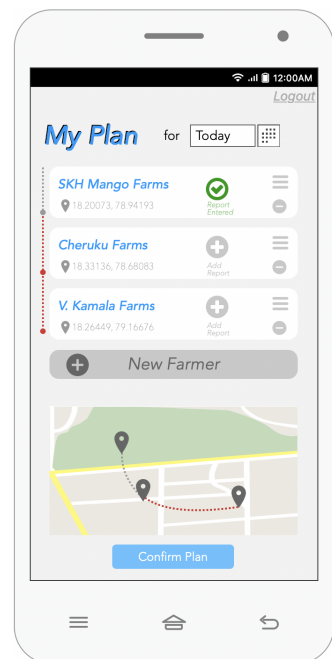 12:00AM
Logout
My Plan for Today
SKH Mango Farms
18.20073, 78.94193
Report
Entered
Cheruku Farms
18.33136, 78.68083
Add
Report
V. Kamala Farms
18.26449, 79.16676
Add
Report
New Farmer
Confirm Plan